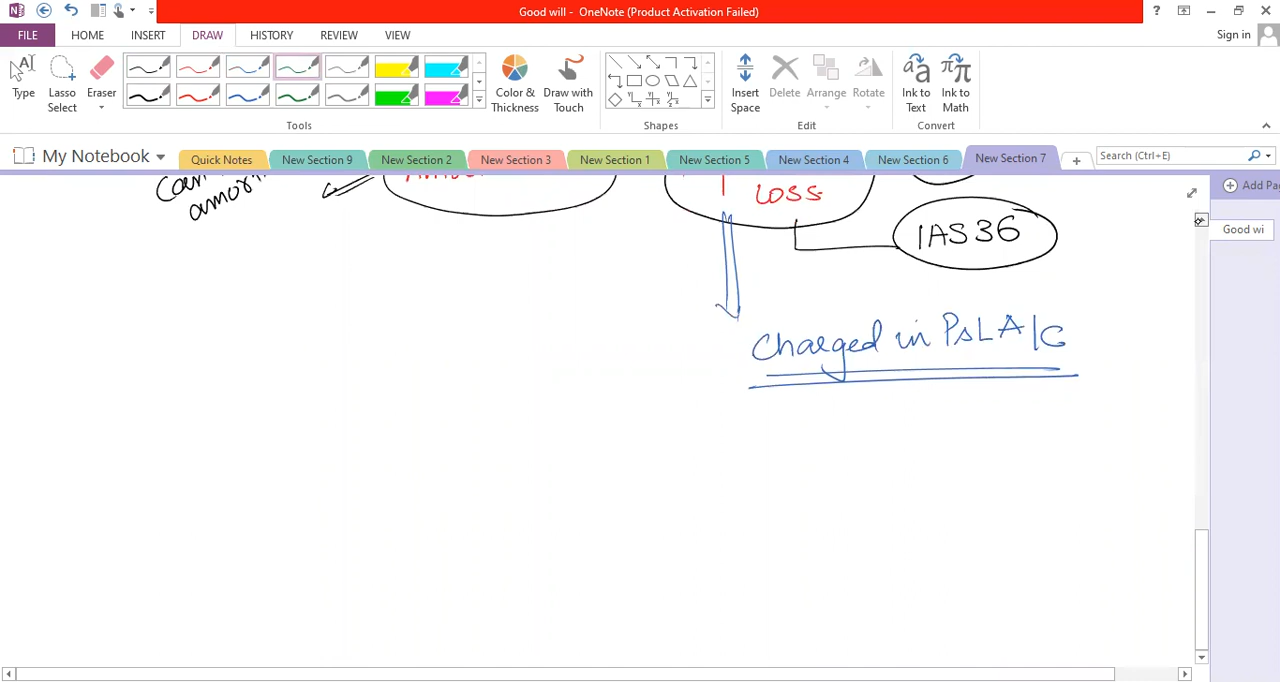 Good will - OneNote (Product Activation Failed)
FILE HOME INSERT DRAW HISTORY REVIEW VIEW Sign in
Type Lasso Select Eraser Color & Thickness Draw with Touch Insert Space Delete Arrange Rotate Ink to Text Ink to Math
Tools Shapes Edit Convert
My Notebook Quick Notes New Section 9 New Section 2 New Section 3 New Section 1 New Section 5 New Section 4 New Section 6 New Section 7 Search (Ctrl+E)
Add Pag
Good wi
LOSS
IAS 36
Charged in P&L A/C